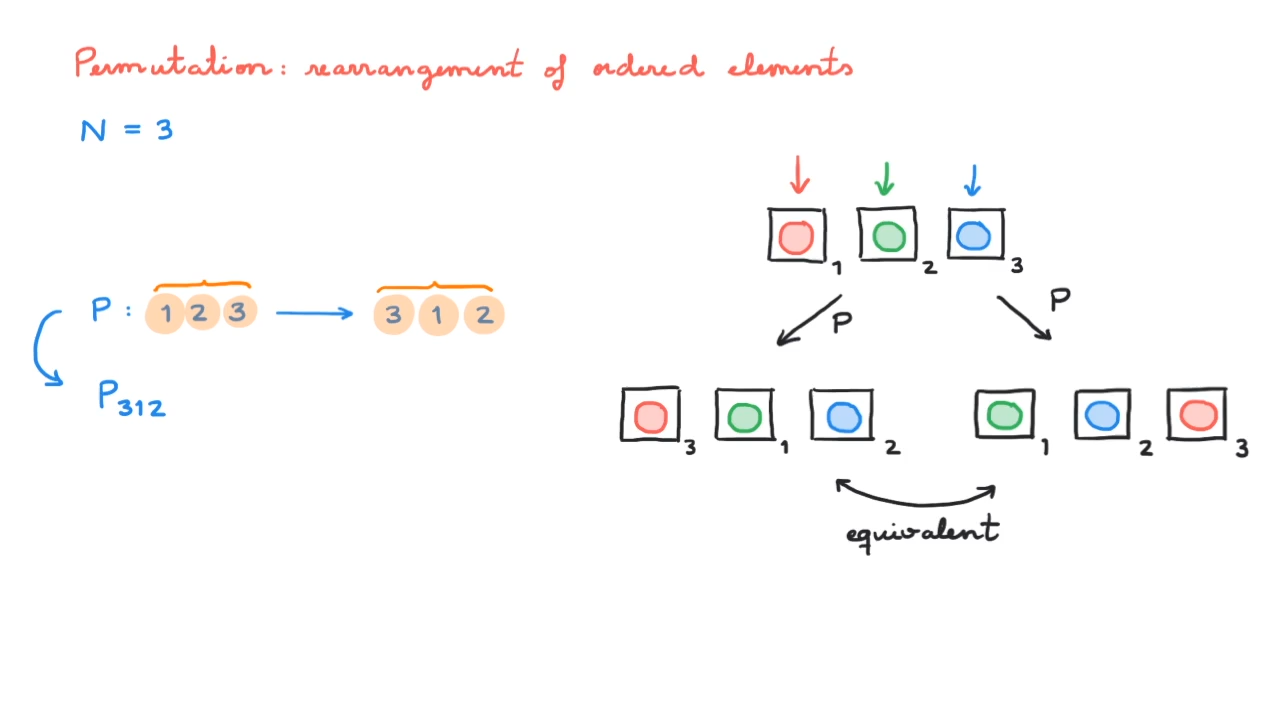 Permutation: rearrangement of ordered elements
N = 3
1 2 3
P : 1 2 3 → 3 1 2
P P
P312
3 1 2 1 2 3
equivalent